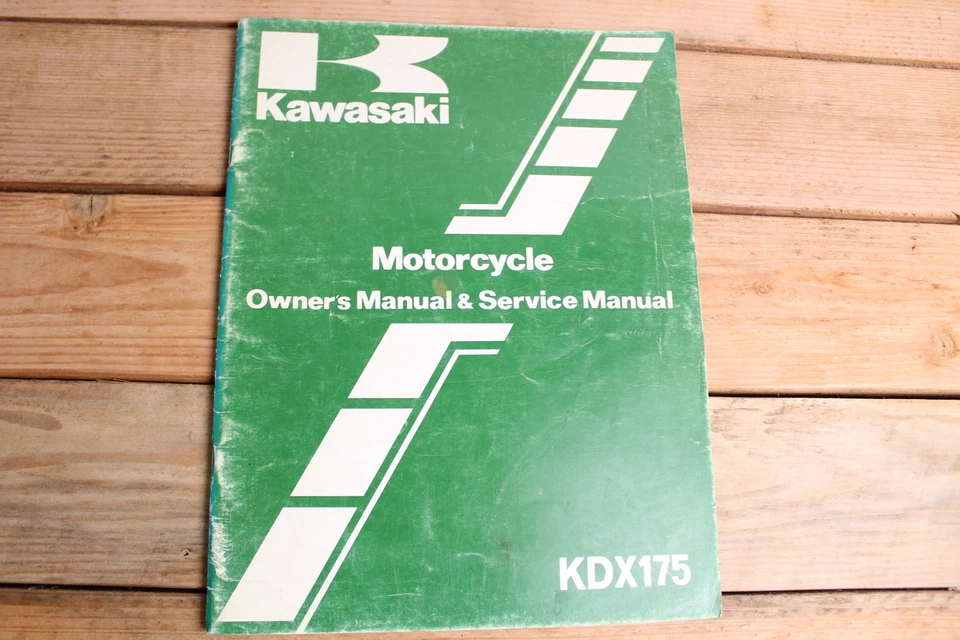 Kawasaki
Motorcycle
Owner's Manual & Service Manual
KDX175